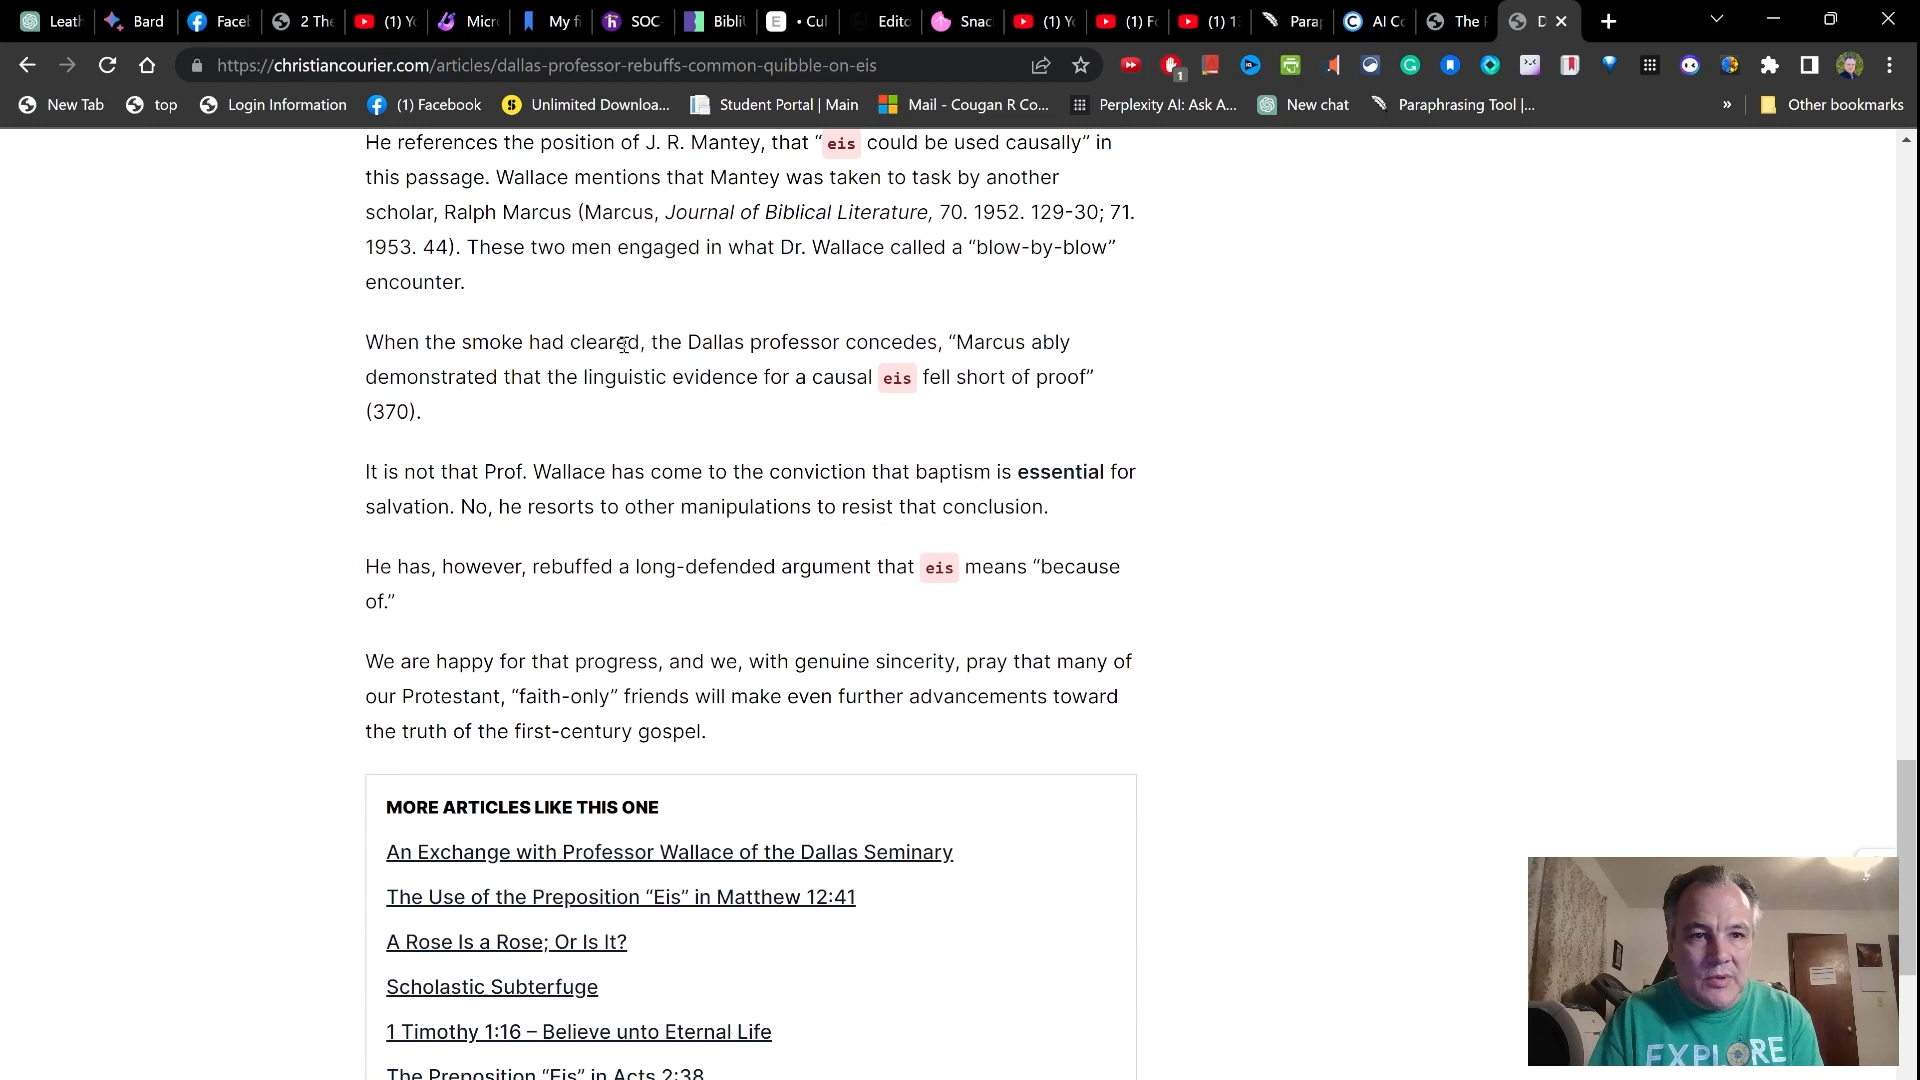 Leath
Bard
Facel
2 The
(1) Yo
Micro
My fi
SOC-
Bibli
E
• Cul
Edito
Snac
(1) Yo
(1) Fo
(1) 1
Para
AI Co
The F
D
https://christiancourier.com/articles/dallas-professor-rebuffs-common-quibble-on-eis
1
New Tab
top
Login Information
(1) Facebook
Unlimited Downloa...
Student Portal | Main
Mail - Cougan R Co...
Perplexity AI: Ask A...
New chat
Paraphrasing Tool |...
»
Other bookmarks
He references the position of J. R. Mantey, that “eis could be used causally” in
this passage. Wallace mentions that Mantey was taken to task by another
scholar, Ralph Marcus (Marcus, Journal of Biblical Literature, 70. 1952. 129-30; 71.
1953. 44). These two men engaged in what Dr. Wallace called a “blow-by-blow”
encounter.
When the smoke had cleared, the Dallas professor concedes, “Marcus ably
demonstrated that the linguistic evidence for a causal eis fell short of proof”
(370).
It is not that Prof. Wallace has come to the conviction that baptism is essential for
salvation. No, he resorts to other manipulations to resist that conclusion.
He has, however, rebuffed a long-defended argument that eis means “because
of.”
We are happy for that progress, and we, with genuine sincerity, pray that many of
our Protestant, “faith-only” friends will make even further advancements toward
the truth of the first-century gospel.
MORE ARTICLES LIKE THIS ONE
An Exchange with Professor Wallace of the Dallas Seminary
The Use of the Preposition “Eis” in Matthew 12:41
A Rose Is a Rose; Or Is It?
Scholastic Subterfuge
1 Timothy 1:16 – Believe unto Eternal Life
The Preposition “Eis” in Acts 2:38
EXPLORE